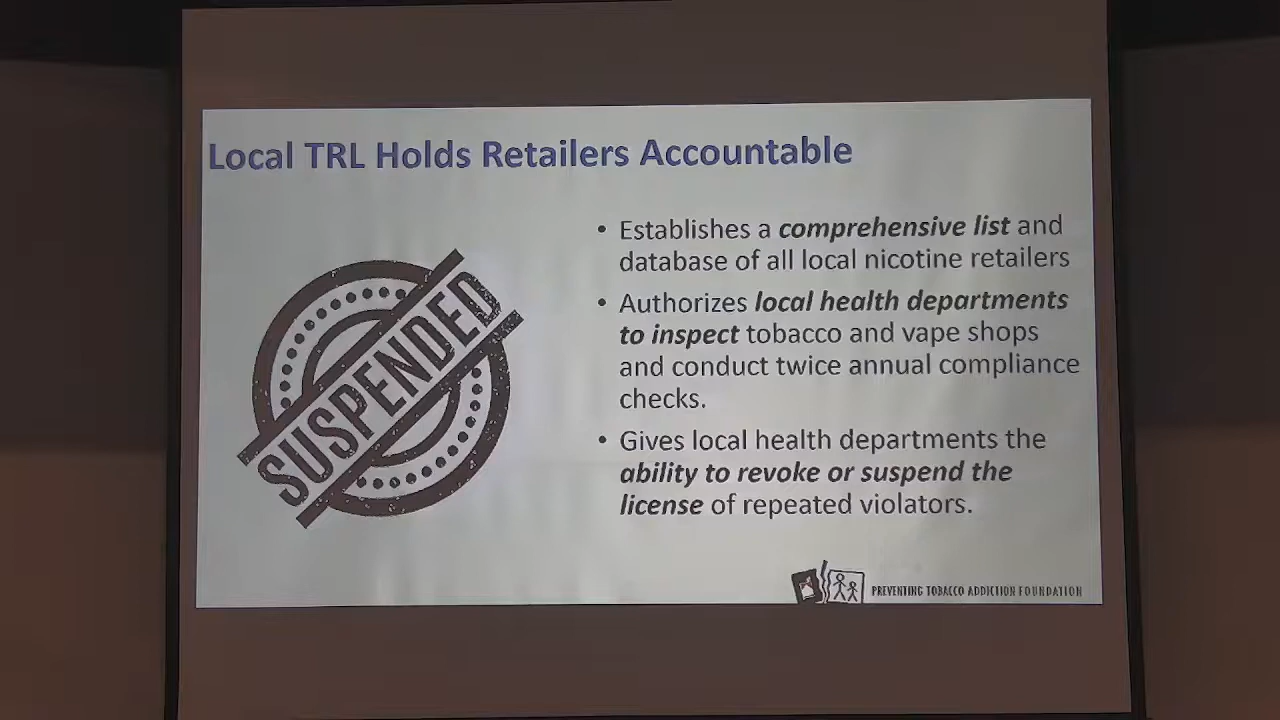 Local TRL Holds Retailers Accountable
SUSPENDED
• Establishes a comprehensive list and
database of all local nicotine retailers
• Authorizes local health departments
to inspect tobacco and vape shops
and conduct twice annual compliance
checks.
• Gives local health departments the
ability to revoke or suspend the
license of repeated violators.
PREVENTING TOBACCO ADDICTION FOUNDATION